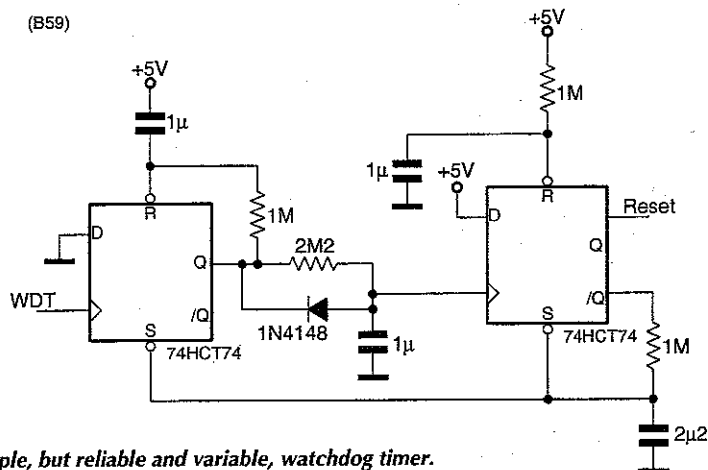 (B59)
+5V
+5V
1M
1µ
1µ
+5V
R
R
D
1M
D
Reset
Q
2M2
Q
WDT
/Q
/Q
S
1N4148
S
74HCT74
1µ
74HCT74
1M
2µ2
ple, but reliable and variable, watchdog timer.